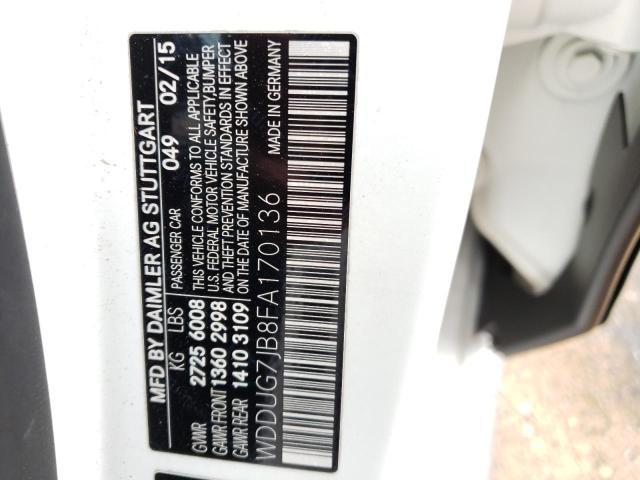 MFD BY DAIMLER AG STUTTGART
KG LBS PASSENGER CAR 049 02/15
GVWR 2725 6008 THIS VEHICLE CONFORMS TO ALL APPLICABLE
GAWR FRONT 1360 2998 U.S. FEDERAL MOTOR VEHICLE SAFETY, BUMPER
AND THEFT PREVENTION STANDARDS IN EFFECT
GAWR REAR 1410 3109 ON THE DATE OF MANUFACTURE SHOWN ABOVE
WDDUG7JB8FA170136 MADE IN GERMANY